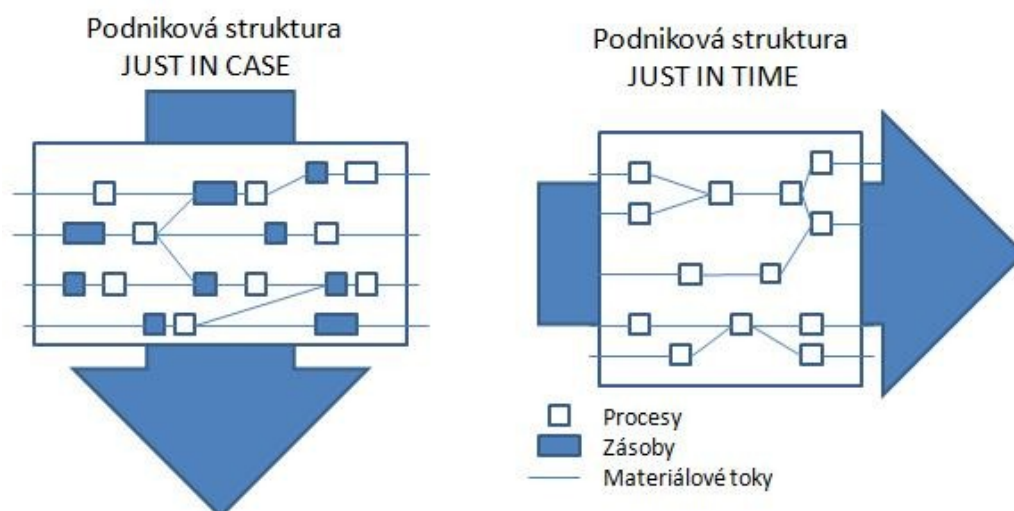 Podniková struktura
JUST IN CASE
Podniková struktura
JUST IN TIME
Procesy
Zásoby
Materiálové toky